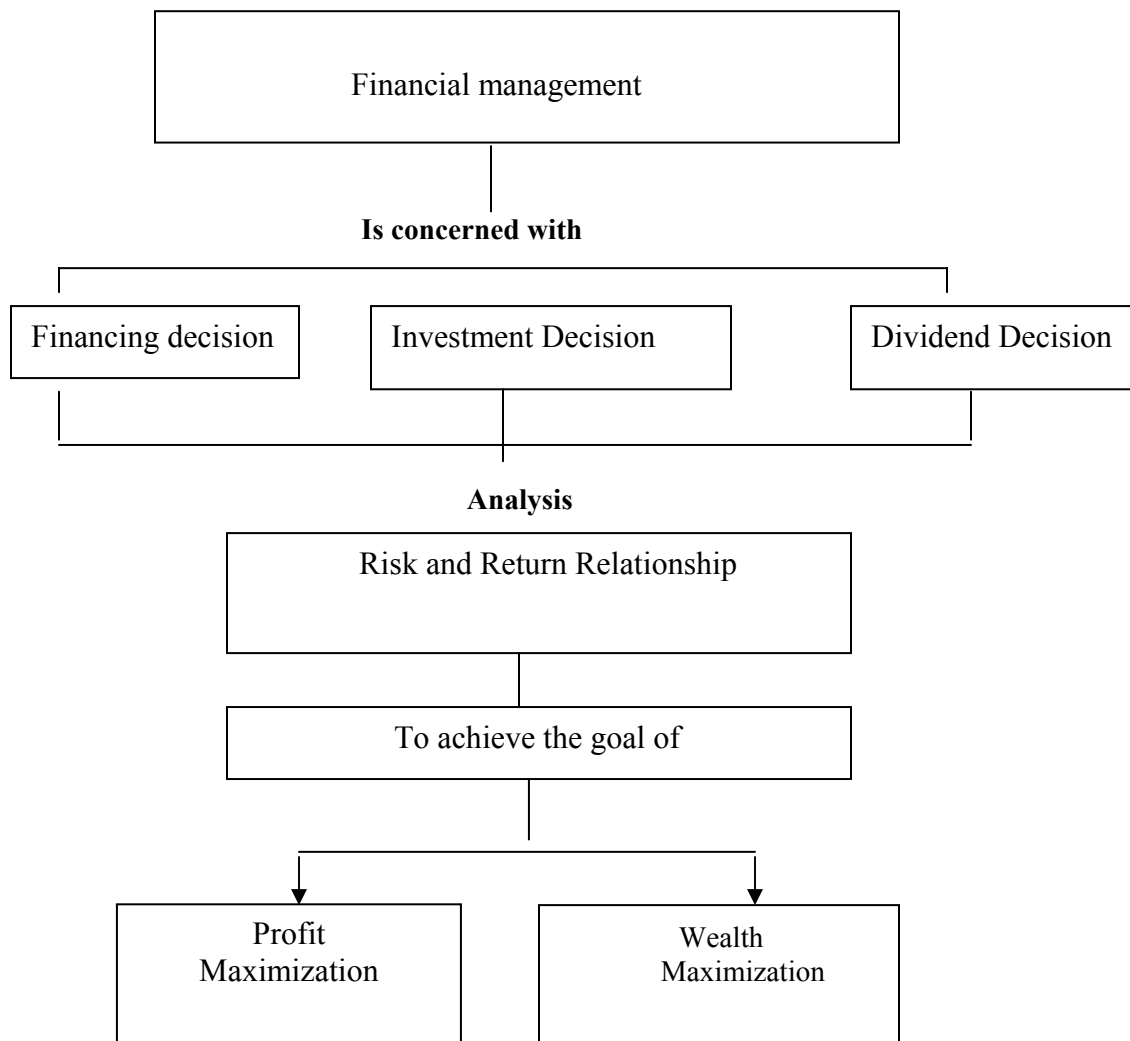 Financial management
Is concerned with
Financing decision
Investment Decision
Dividend Decision
Analysis
Risk and Return Relationship
To achieve the goal of
Profit
Maximization
Wealth
Maximization